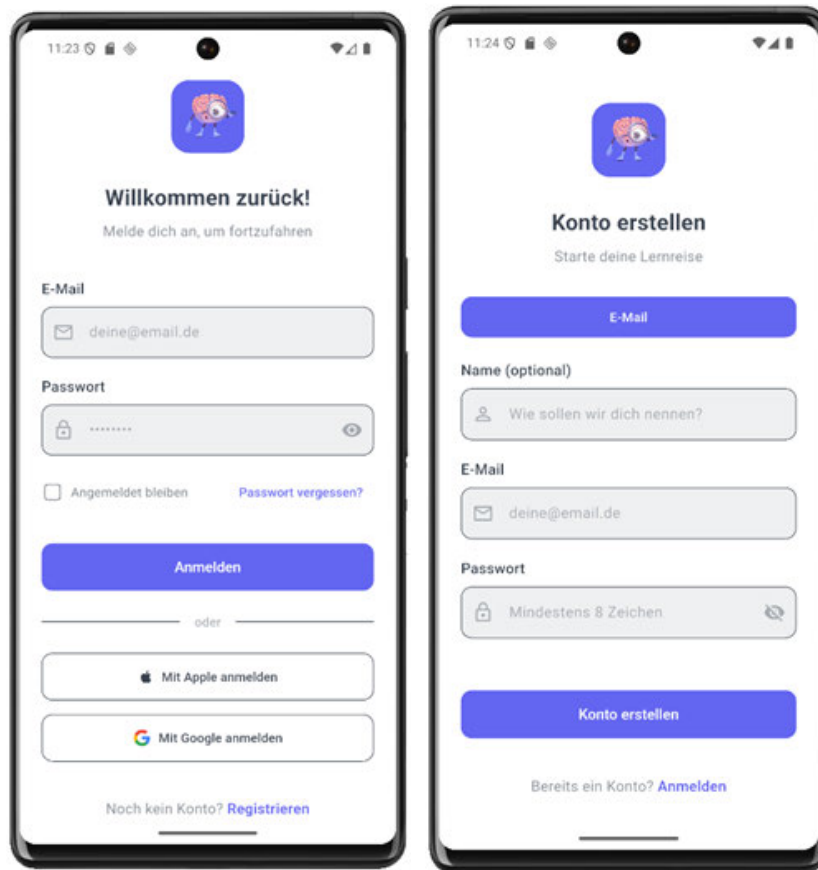 11:23
Willkommen zurück!
Melde dich an, um fortzufahren
E-Mail
deine@email.de
Passwort
········
Angemeldet bleiben
Passwort vergessen?
Anmelden
oder
Mit Apple anmelden
Mit Google anmelden
Noch kein Konto? Registrieren
11:24
Konto erstellen
Starte deine Lernreise
E-Mail
Name (optional)
Wie sollen wir dich nennen?
E-Mail
deine@email.de
Passwort
Mindestens 8 Zeichen
Konto erstellen
Bereits ein Konto? Anmelden